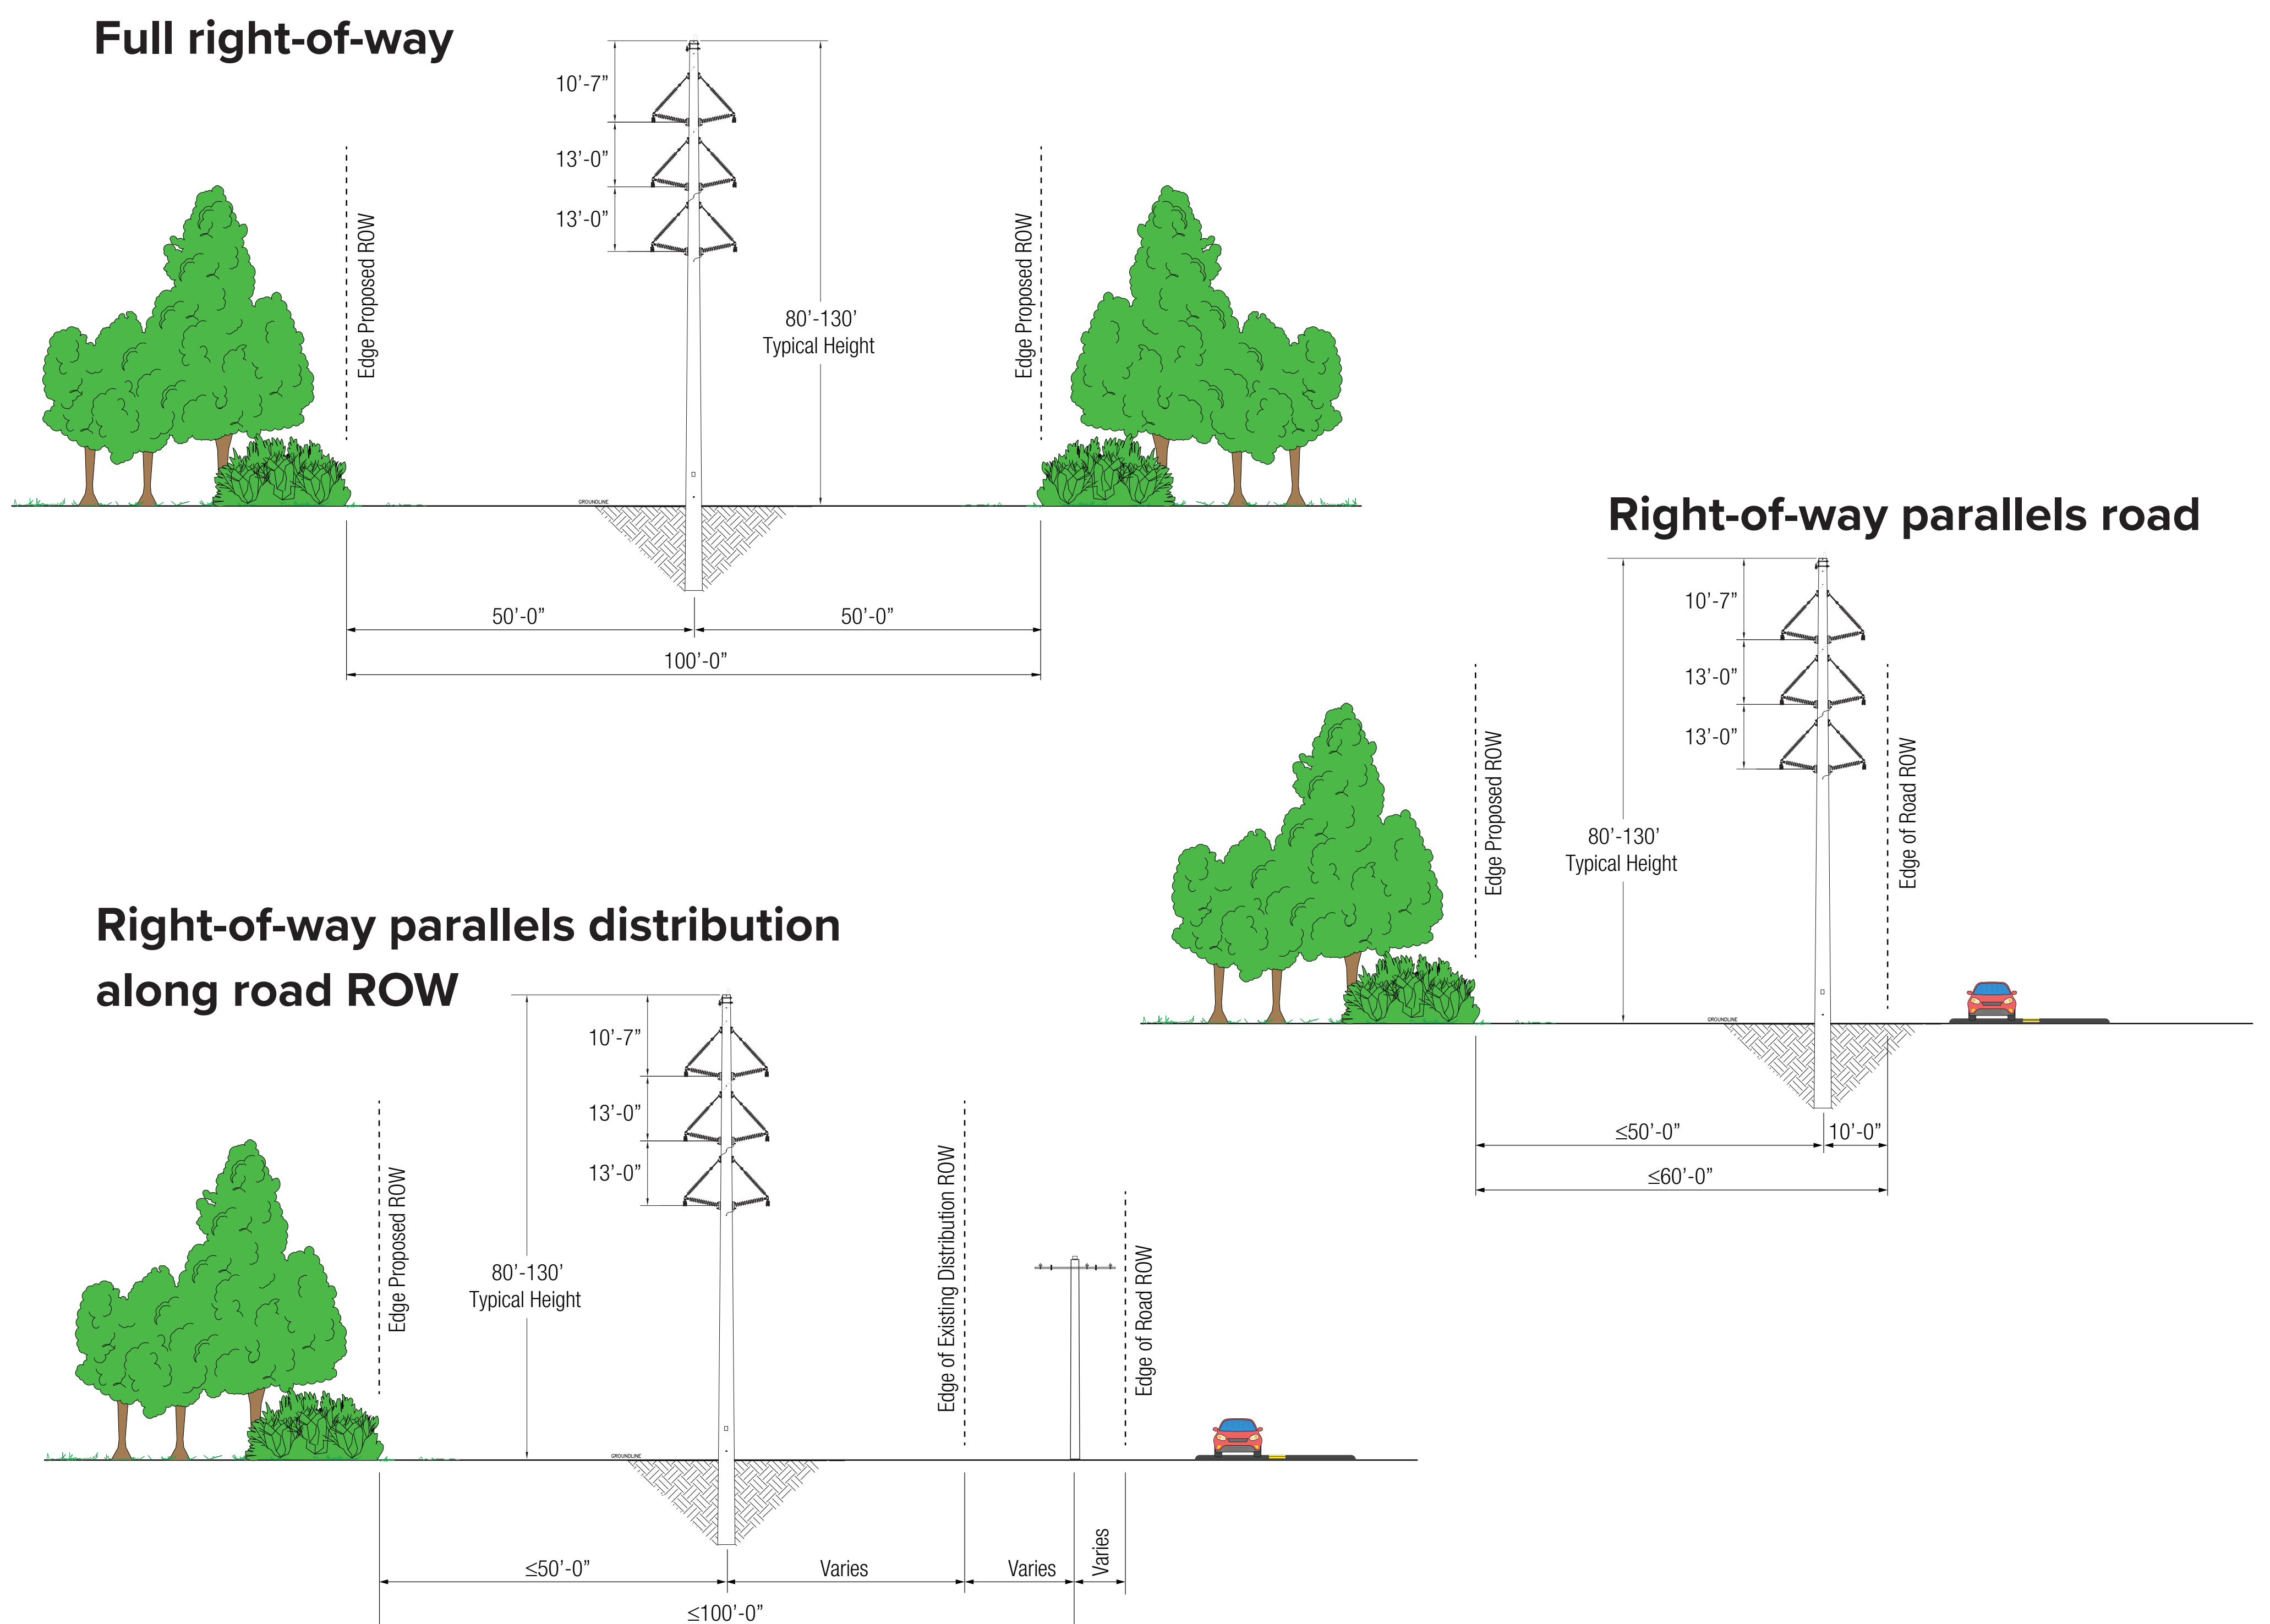 Full right-of-way
10’-7”
13’-0”
13’-0”
Edge Proposed ROW
Edge Proposed ROW
80’-130’
Typical Height
GROUNDLINE
50’-0”
50’-0”
100’-0”
Right-of-way parallels road
10’-7”
13’-0”
13’-0”
Edge Proposed ROW
80’-130’
Typical Height
Edge of Road ROW
GROUNDLINE
≤50’-0”
10’-0”
≤60’-0”
Right-of-way parallels distribution
along road ROW
10’-7”
13’-0”
13’-0”
Edge Proposed ROW
80’-130’
Typical Height
Edge of Existing Distribution ROW
Edge of Road ROW
GROUNDLINE
≤50’-0”
Varies
Varies
Varies
≤100’-0”